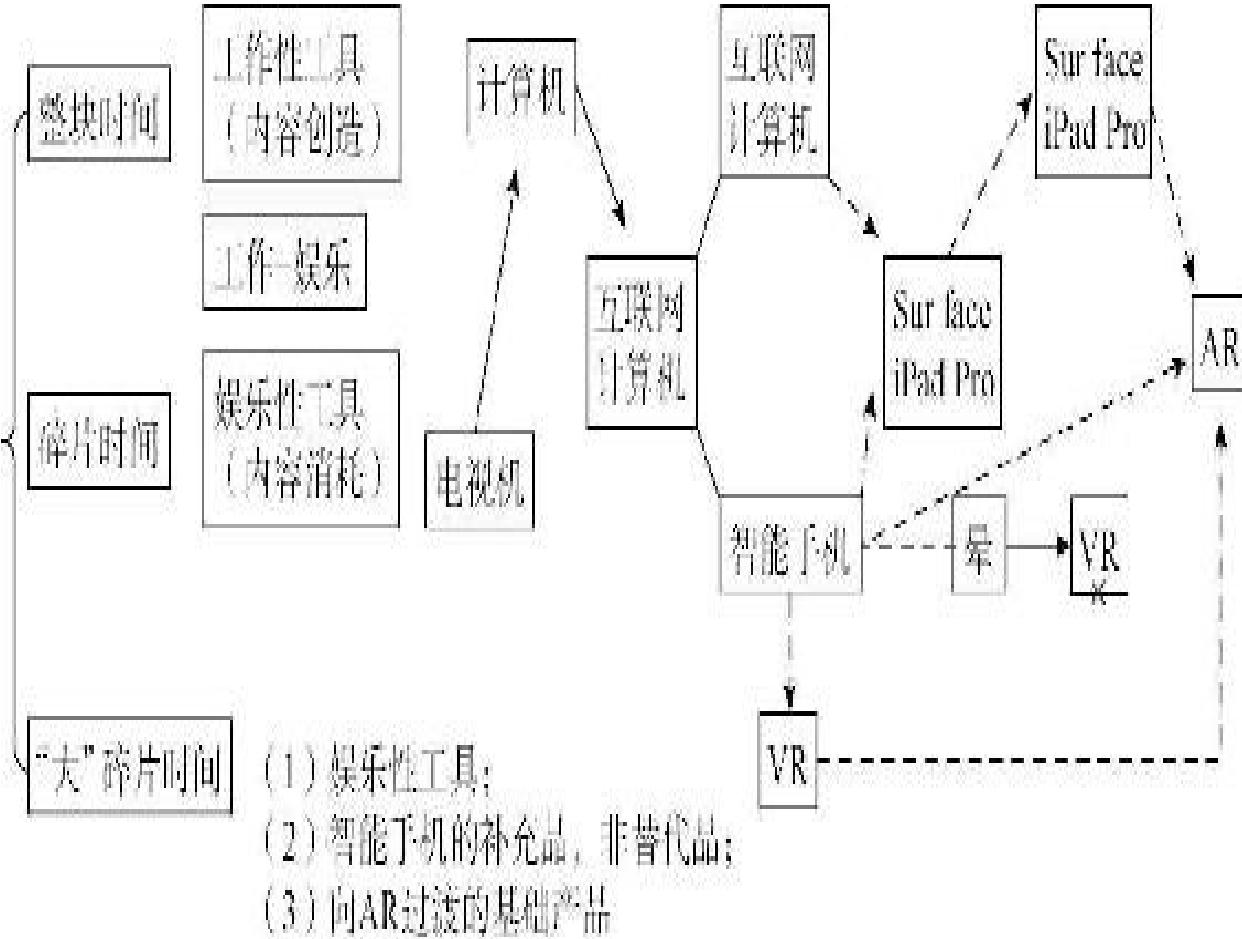 整块时间
工作性工具
（内容创造）
计算机
互联网
计算机
Surface
iPad Pro
工作-娱乐
互联网
计算机
Surface
iPad Pro
AR
碎片时间
娱乐性工具
（内容消耗）
电视机
智能手机
晕
VR
×
VR
“大”碎片时间
（1）娱乐性工具；
（2）智能手机的补充品，非替代品；
（3）向AR过渡的基础产品